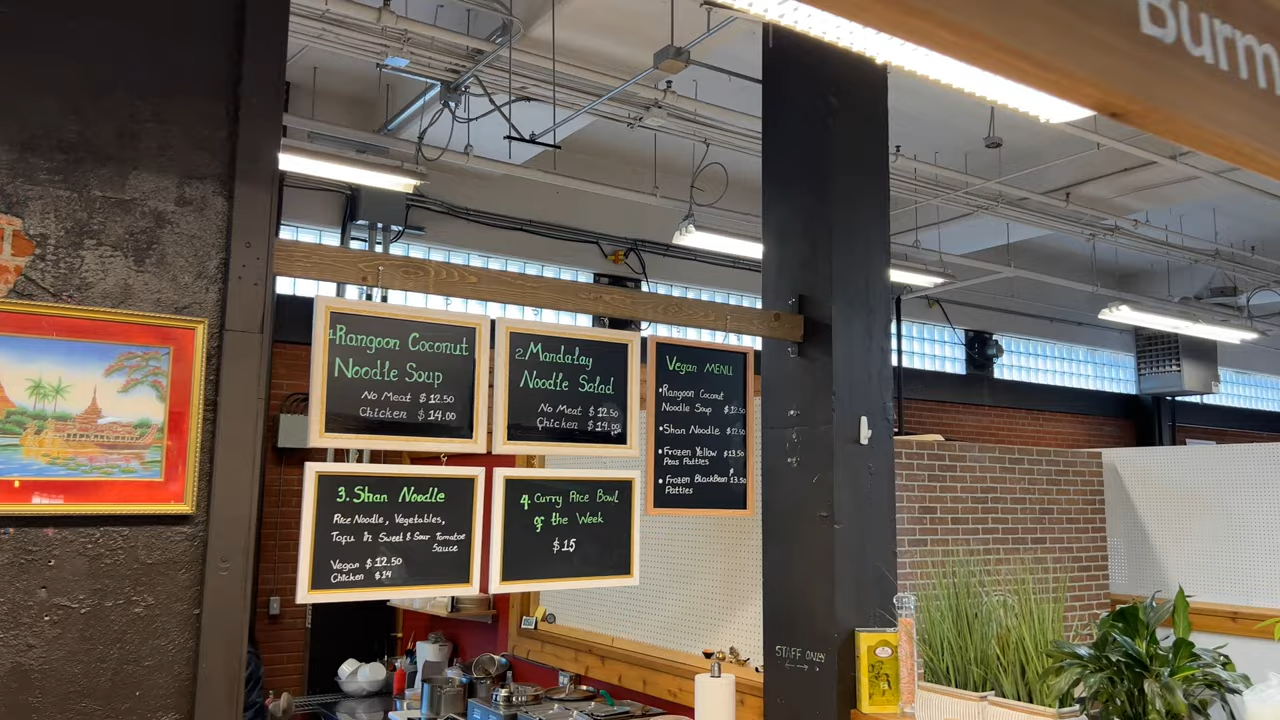 Burm
1Rangoon Coconut
Noodle Soup
No Meat $12.50
Chicken $14.00
2.Mandalay
Noodle Salad
No Meat $12.50
Chicken $14.00
Vegan MENU
•Rangoon Coconut
Noodle Soup $12.50
•Shan Noodle $12.50
•Frozen Yellow $13.50
Peas Patties
•Frozen BlackBean 13.50
Patties
3. Shan Noodle
Rice Noodle, Vegetables,
Tofu In Sweet & Sour Tomatoe
Sauce
Vegan $12.50
Chicken $14
4. Curry Rice Bowl
of the Week
$15
STAFF ONLY